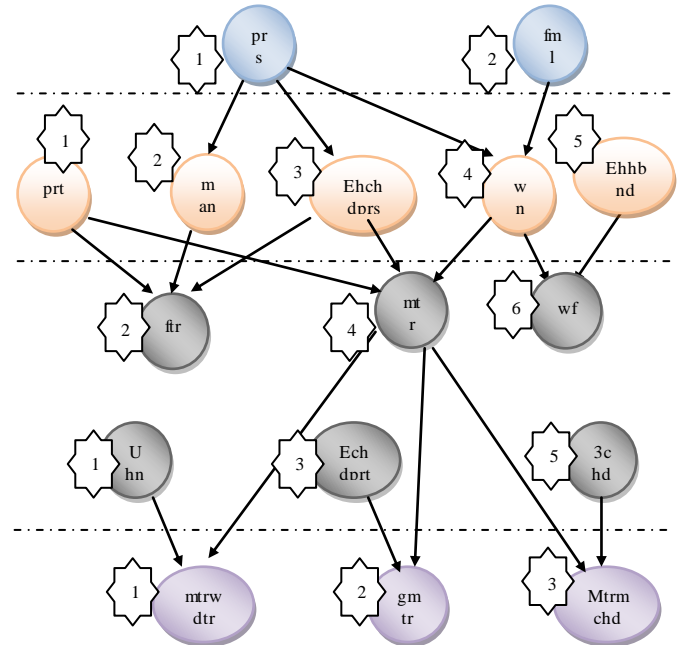 1
pr
s
2
fm
l
1
prt
2
m
an
3
Ehch
dprs
4
w
n
5
Ehhb
nd
2
ftr
4
mt
r
6
wf
1
U
hn
3
Ech
dprt
5
3c
hd
1
mtrw
dtr
2
gm
tr
3
Mtrm
chd